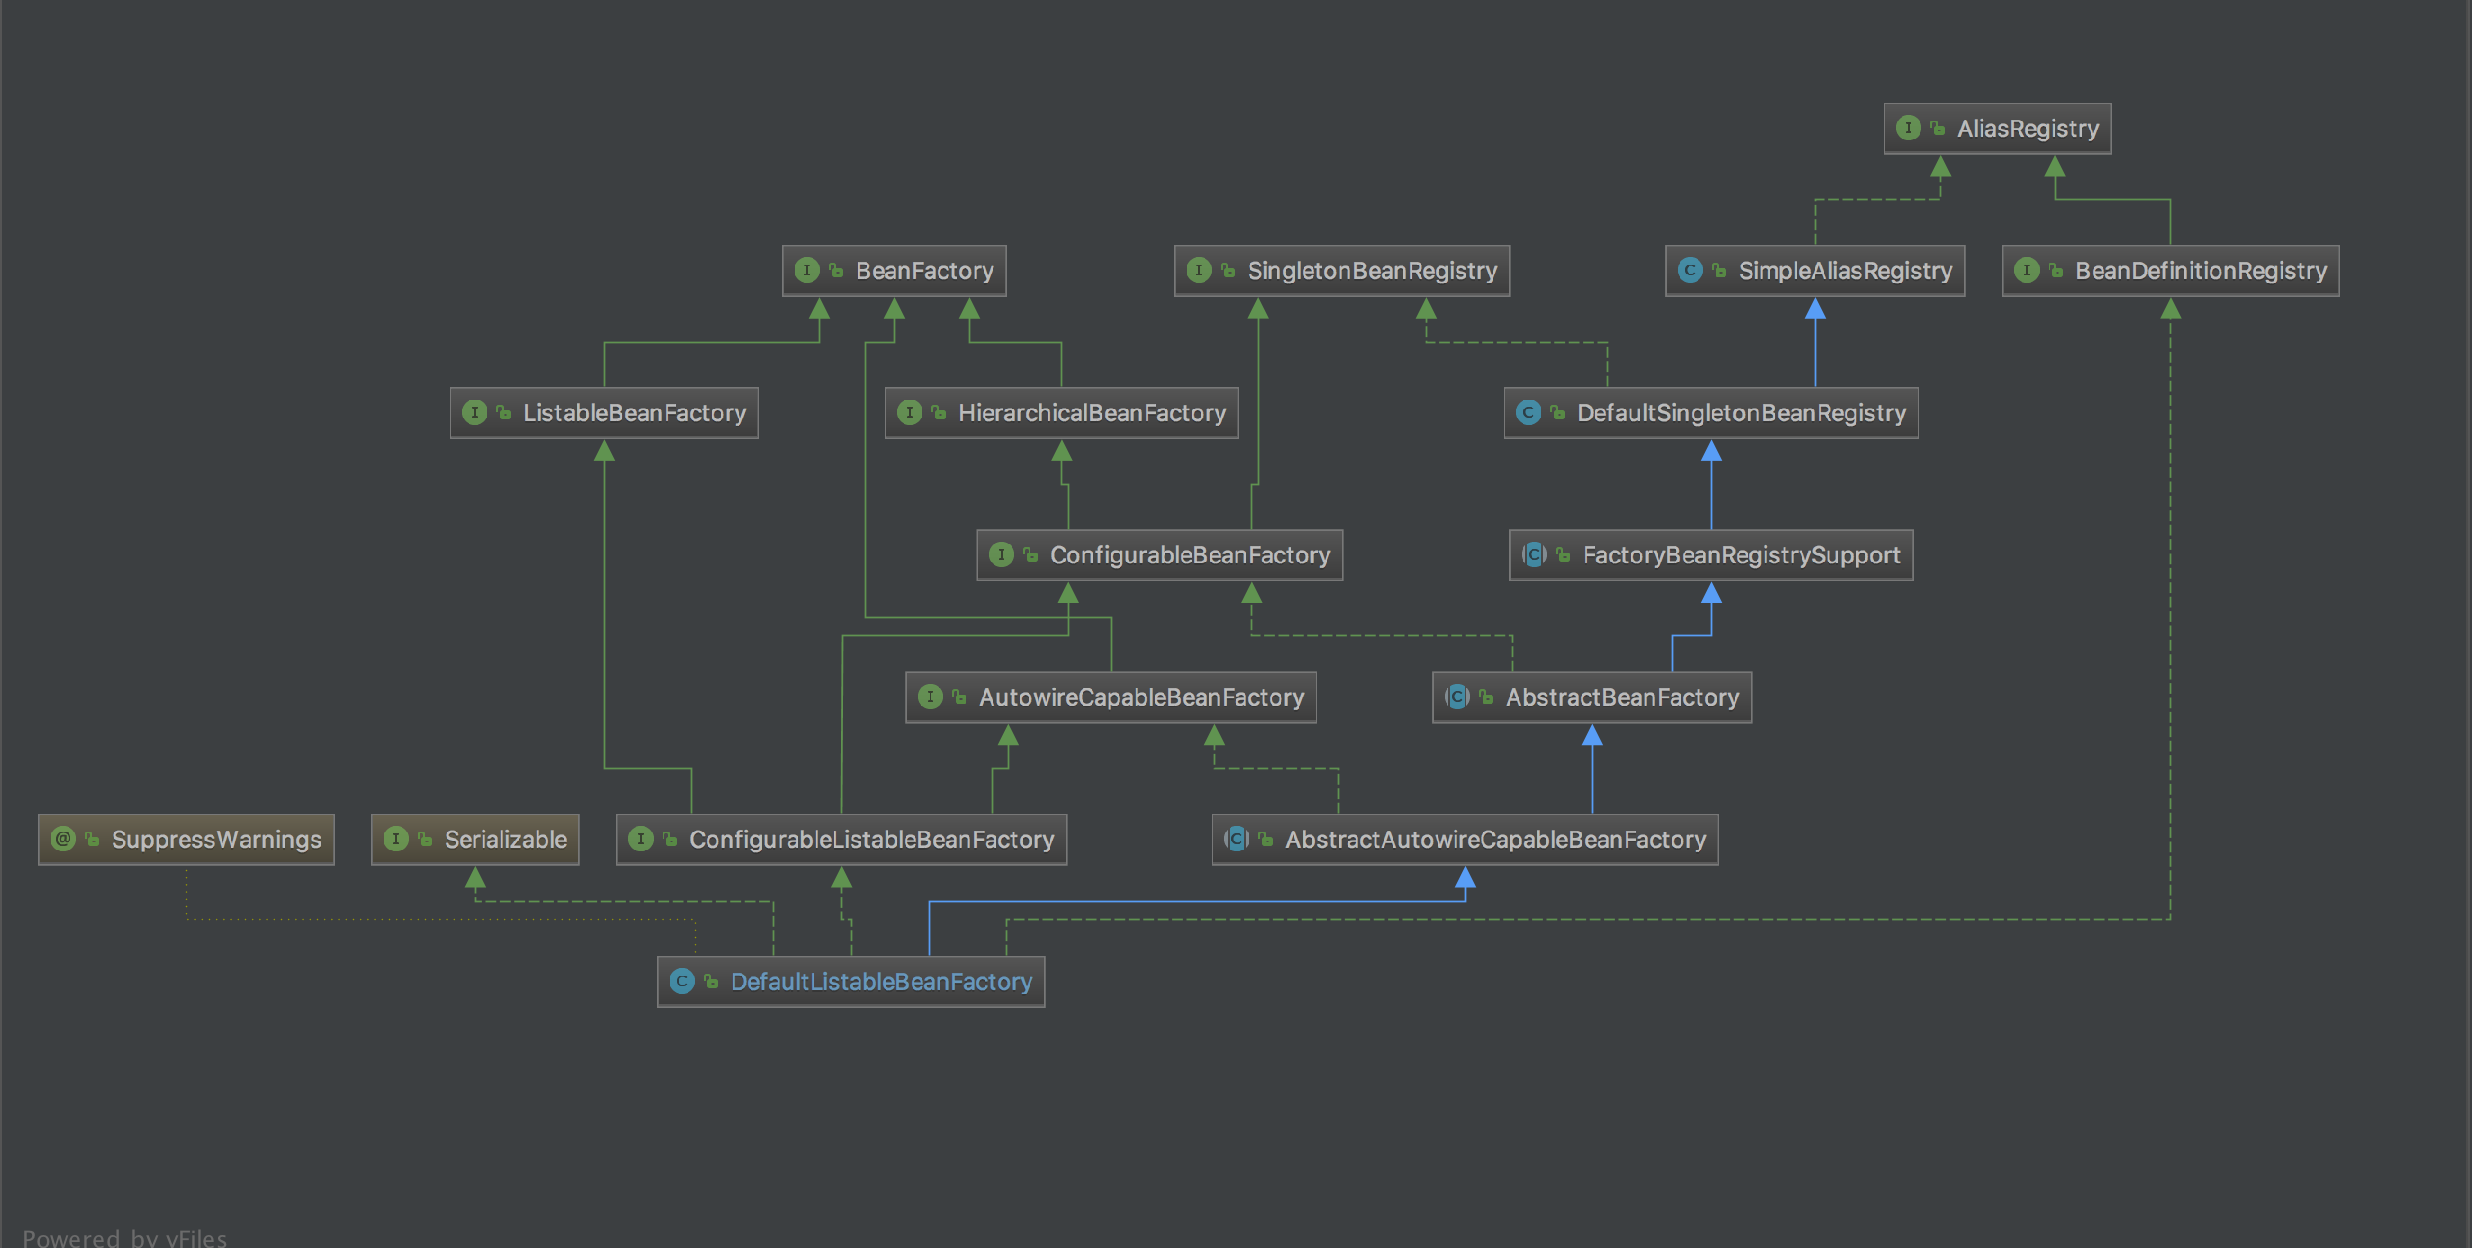 AliasRegistry
BeanFactory
SingletonBeanRegistry
SimpleAliasRegistry
BeanDefinitionRegistry
ListableBeanFactory
HierarchicalBeanFactory
DefaultSingletonBeanRegistry
ConfigurableBeanFactory
FactoryBeanRegistrySupport
AutowireCapableBeanFactory
AbstractBeanFactory
SuppressWarnings
Serializable
ConfigurableListableBeanFactory
AbstractAutowireCapableBeanFactory
DefaultListableBeanFactory
Powered by yFiles